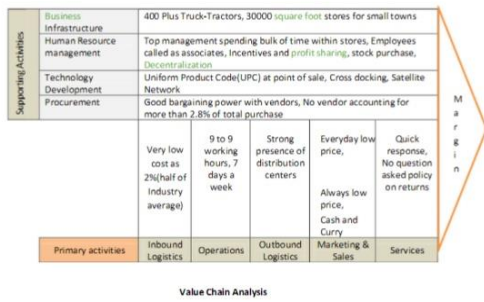 Supporting Activities
Business
Infrastructure
400 Plus Truck-Tractors, 30000 square foot stores for small towns
Human Resource
management
Top management spending bulk of time within stores, Employees
called as associates, Incentives and profit sharing, stock purchase,
Decentralization
Technology
Development
Uniform Product Code(UPC) at point of sale, Cross docking, Satellite
Network
Procurement
Good bargaining power with vendors, No vendor accounting for
more than 2.8% of total purchase
Very low
cost as
2%(half of
Industry
average)
9 to 9
working
hours, 7
days a
week
Strong
presence of
distribution
centers
Everyday low
price,
Always low
price,
Cash and
Curry
Quick
response,
No question
asked policy
on returns
Margin
Primary activities
Inbound
Logistics
Operations
Outbound
Logistics
Marketing &
Sales
Services
Value Chain Analysis